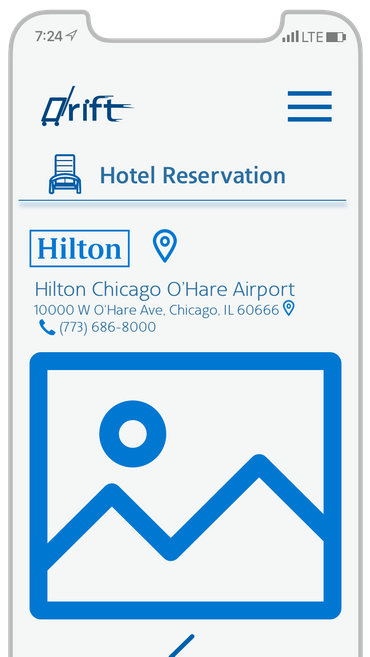 7:24 LTE
Drift
Hotel Reservation
Hilton
Hilton Chicago O'Hare Airport
10000 W O'Hare Ave, Chicago, IL 60666
(773) 686-8000